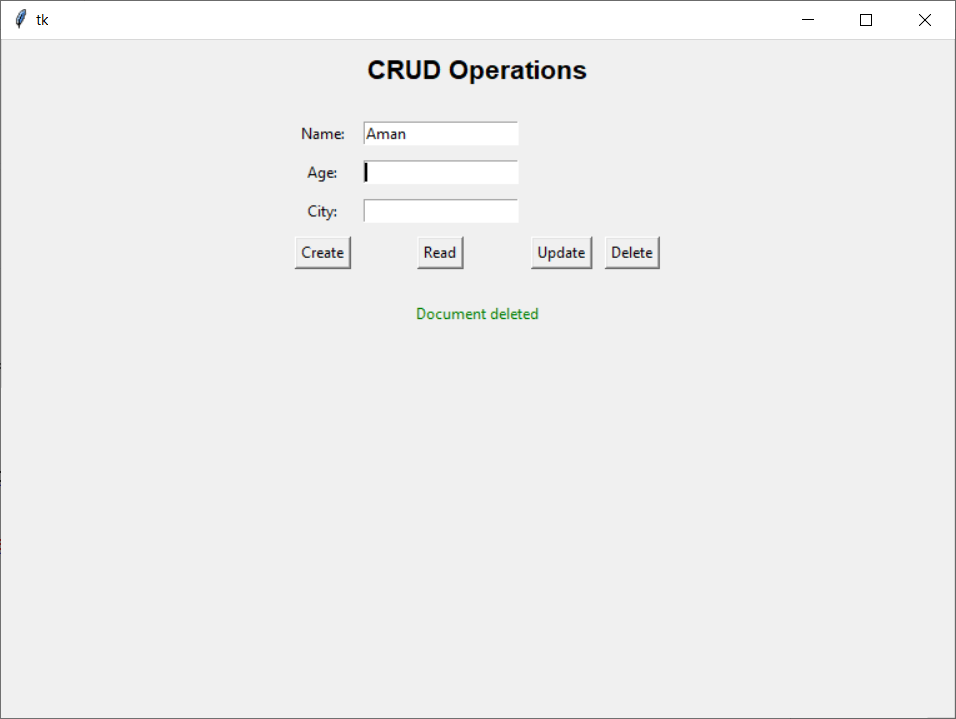 tk
CRUD Operations
Name: Aman
Age:
City:
Create Read Update Delete
Document deleted